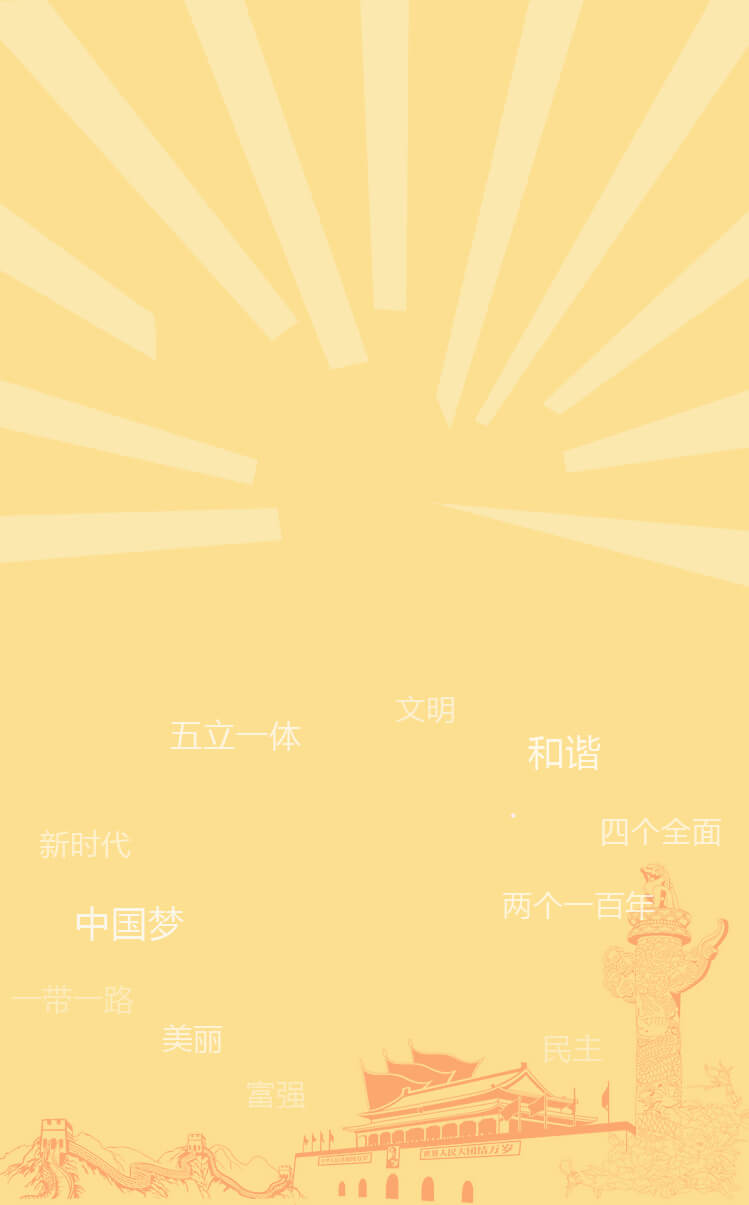 文明
五立一体
和谐
四个全面
新时代
两个一百年
中国梦
一带一路
美丽
民主
富强
世界人民大团结万岁